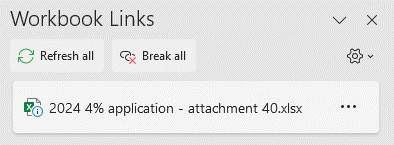 Workbook Links
Refresh all Break all
2024 4% application - attachment 40.xlsx